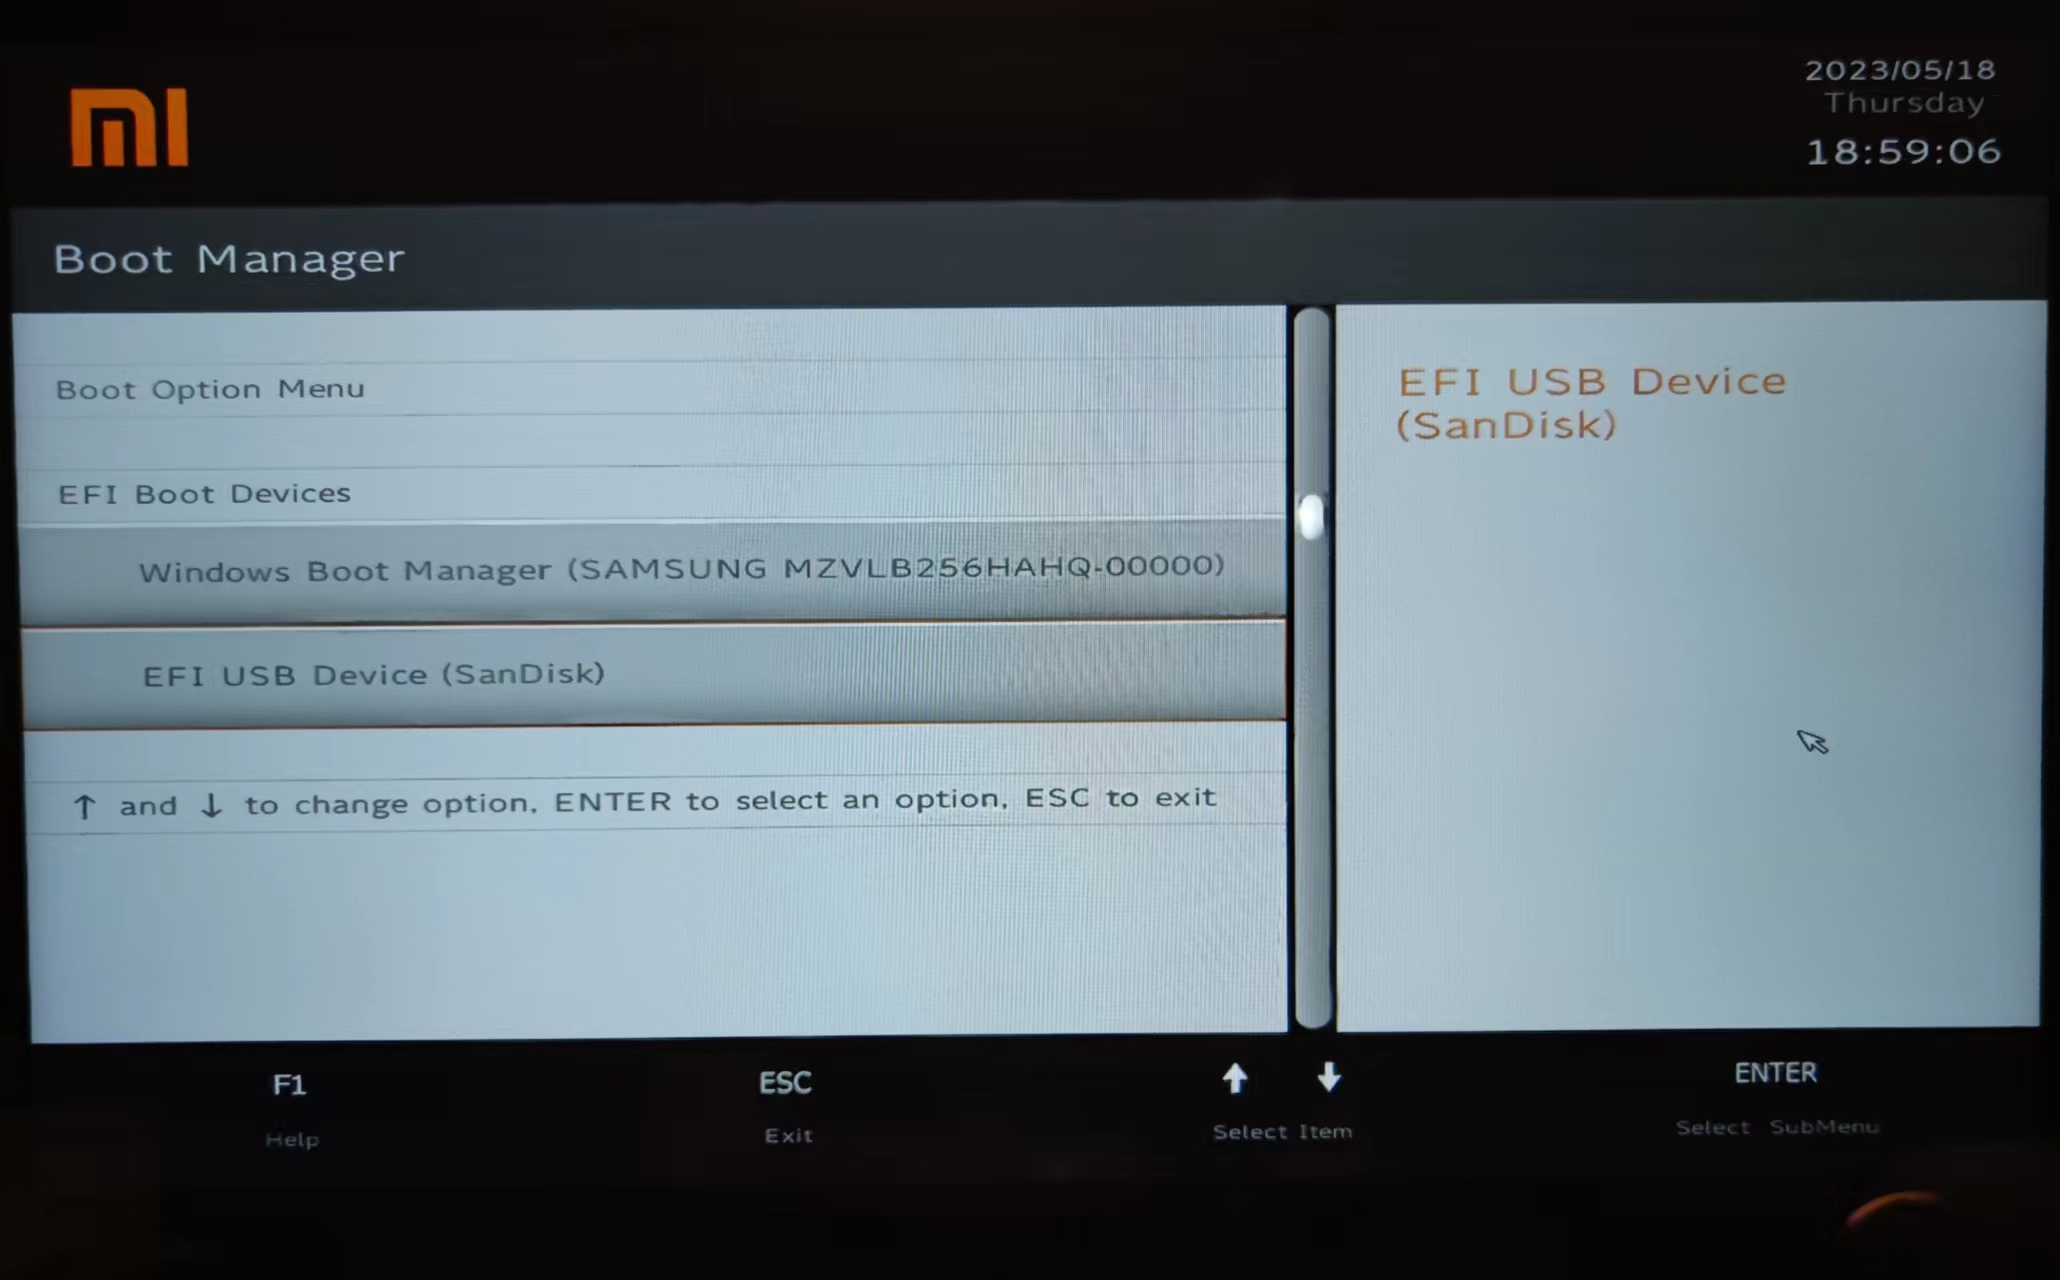 mi
2023/05/18
Thursday
18:59:06
Boot Manager
Boot Option Menu
EFI Boot Devices
Windows Boot Manager (SAMSUNG MZVLB256HAHQ-00000)
EFI USB Device (SanDisk)
↑ and ↓ to change option, ENTER to select an option, ESC to exit
EFI USB Device
(SanDisk)
F1
Help
ESC
Exit
Select Item
ENTER
Select SubMenu